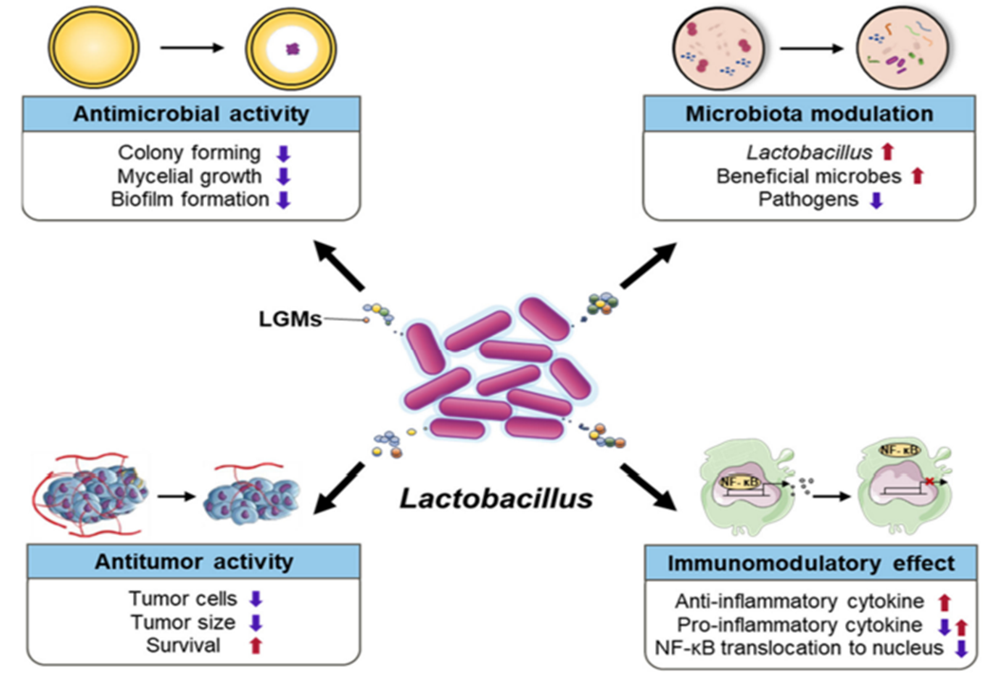 Antimicrobial activity
Colony forming ⬇
Mycelial growth ⬇
Biofilm formation ⬇
Microbiota modulation
Lactobacillus ⬆
Beneficial microbes ⬆
Pathogens ⬇
LGMs
Lactobacillus
Antitumor activity
Tumor cells ⬇
Tumor size ⬇
Survival ⬆
NF-κB
NF-κB
Immunomodulatory effect
Anti-inflammatory cytokine ⬆
Pro-inflammatory cytokine ⬇⬆
NF-κB translocation to nucleus ⬇